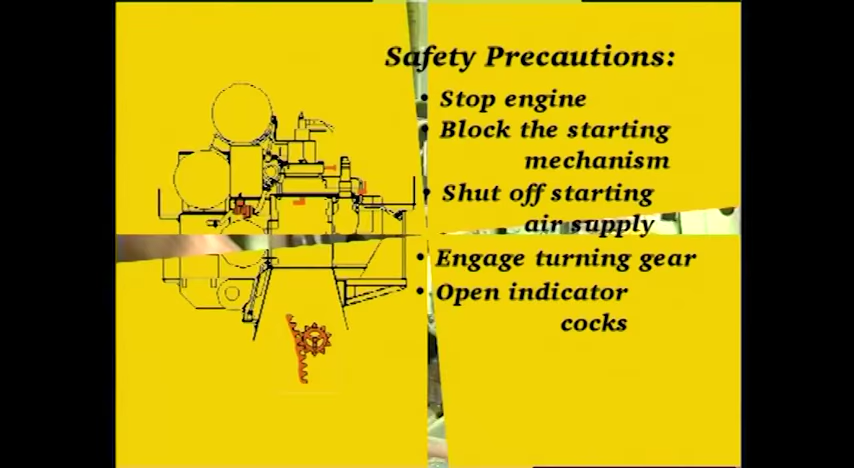 Safety Precautions:
• Stop engine
• Block the starting
mechanism
• Shut off starting
air supply
• Engage turning gear
• Open indicator
cocks